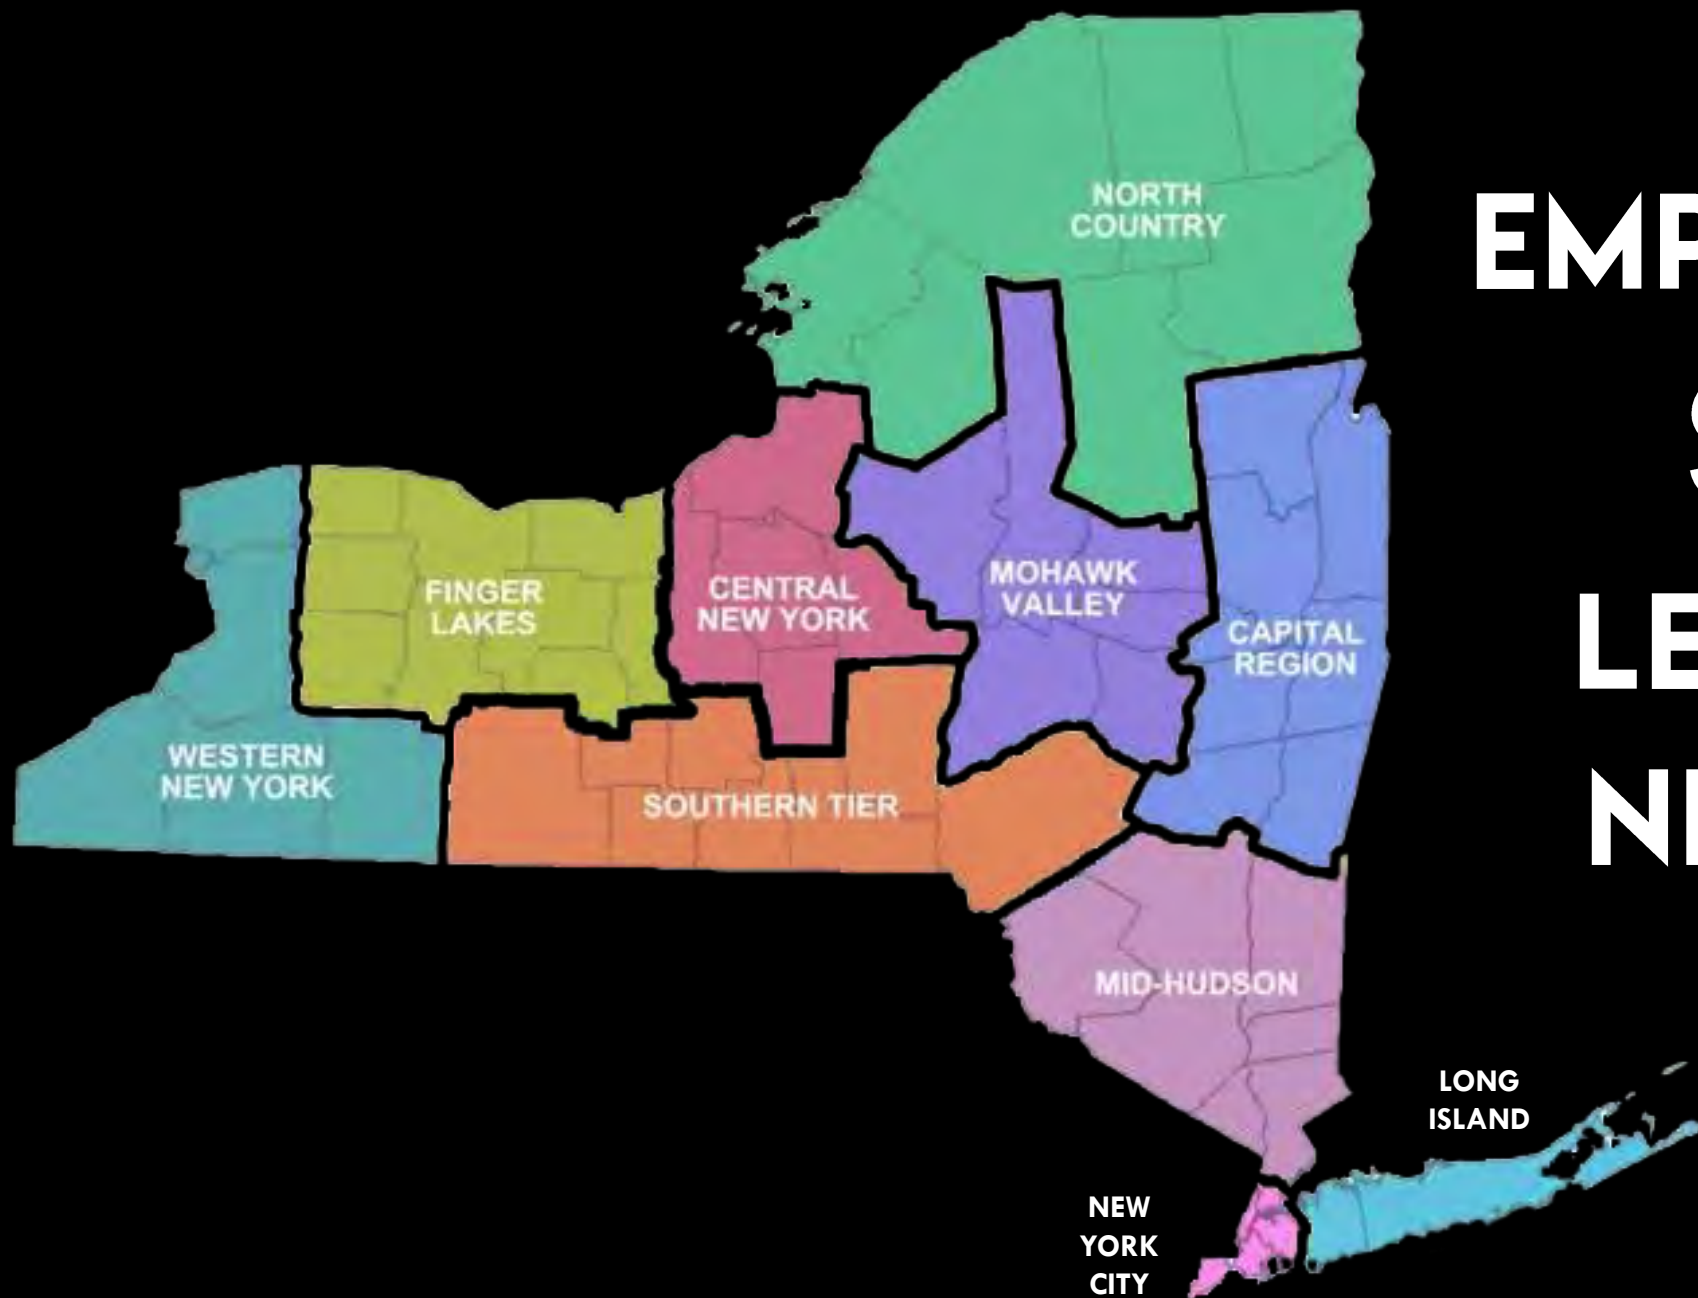 NORTH
COUNTRY
EMP
S
LE
NE
FINGER
LAKES
CENTRAL
NEW YORK
MOHAWK
VALLEY
CAPITAL
REGION
WESTERN
NEW YORK
SOUTHERN TIER
MID-HUDSON
LONG
ISLAND
NEW
YORK
CITY